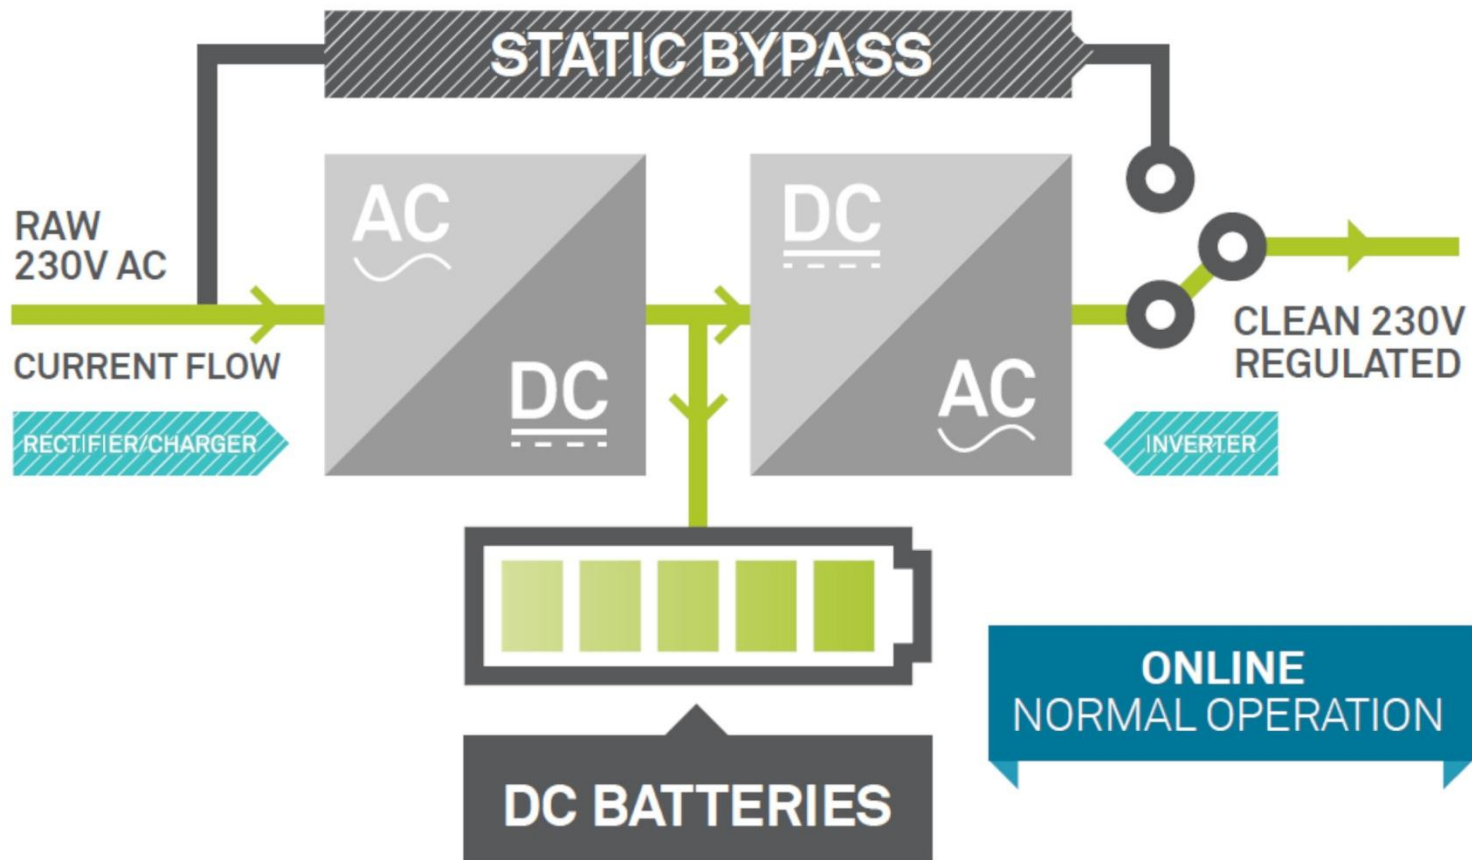 STATIC BYPASS
RAW
230V AC
CURRENT FLOW
RECTIFIER/CHARGER
AC
DC
DC
AC
CLEAN 230V
REGULATED
INVERTER
ONLINE
NORMAL OPERATION
DC BATTERIES